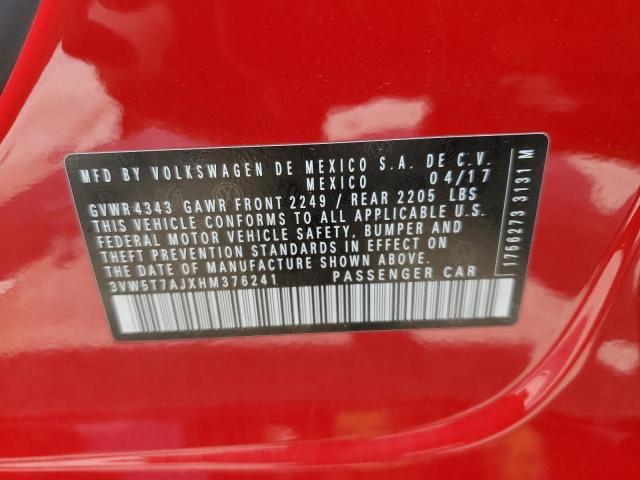 MFD BY VOLKSWAGEN DE MEXICO S.A. DE C.V.
MEXICO 04/17
GVWR 4343 GAWR FRONT 2249 / REAR 2205 LBS
THIS VEHICLE CONFORMS TO ALL APPLICABLE U.S.
FEDERAL MOTOR VEHICLE SAFETY, BUMPER AND
THEFT PREVENTION STANDARDS IN EFFECT ON
THE DATE OF MANUFACTURE SHOWN ABOVE.
3VW5T7AJXHM376241 PASSENGER CAR
1766273 3131 M